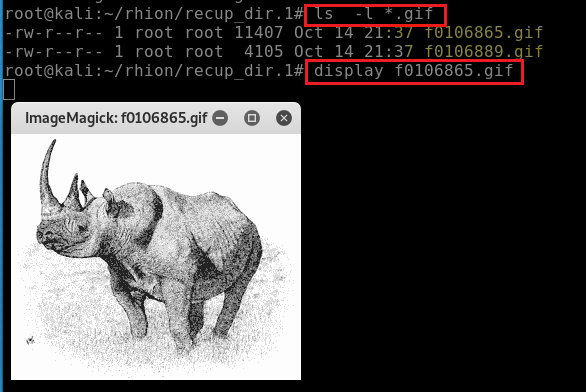 root@kali:~/rhion/recup_dir.1# ls  -l *.gif
-rw-r--r-- 1 root root 11407 Oct 14 21:37 f0106865.gif
-rw-r--r-- 1 root root  4105 Oct 14 21:37 f0106889.gif
root@kali:~/rhion/recup_dir.1# display f0106865.gif
ImageMagick: f0106865.gif